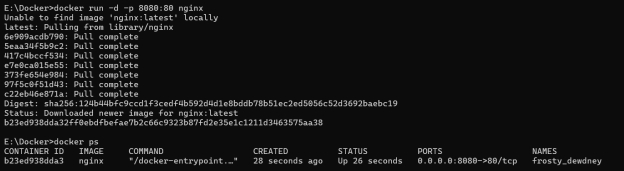 E:\Docker>docker run -d -p 8080:80 nginx
Unable to find image 'nginx:latest' locally
latest: Pulling from library/nginx
6e909acdb790: Pull complete
5eaa34f5b9c2: Pull complete
417c4bccf534: Pull complete
e7e0ca015e55: Pull complete
373fe654e984: Pull complete
97f5c0f51d43: Pull complete
c22eb46e871a: Pull complete
Digest: sha256:124b44bfc9ccd1f3cedf4b592d4d1e8bddb78b51ec2ed5056c52d3692baebc19
Status: Downloaded newer image for nginx:latest
b23ed938dda32ff0ebdfbefae7b2c66c9323b87fd2e35e1c1211d3463575aa38
E:\Docker>docker ps
CONTAINER ID IMAGE COMMAND CREATED STATUS PORTS NAMES
b23ed938dda3 nginx "/docker-entrypoint.…" 28 seconds ago Up 26 seconds 0.0.0.0:8080->80/tcp frosty_dewdney